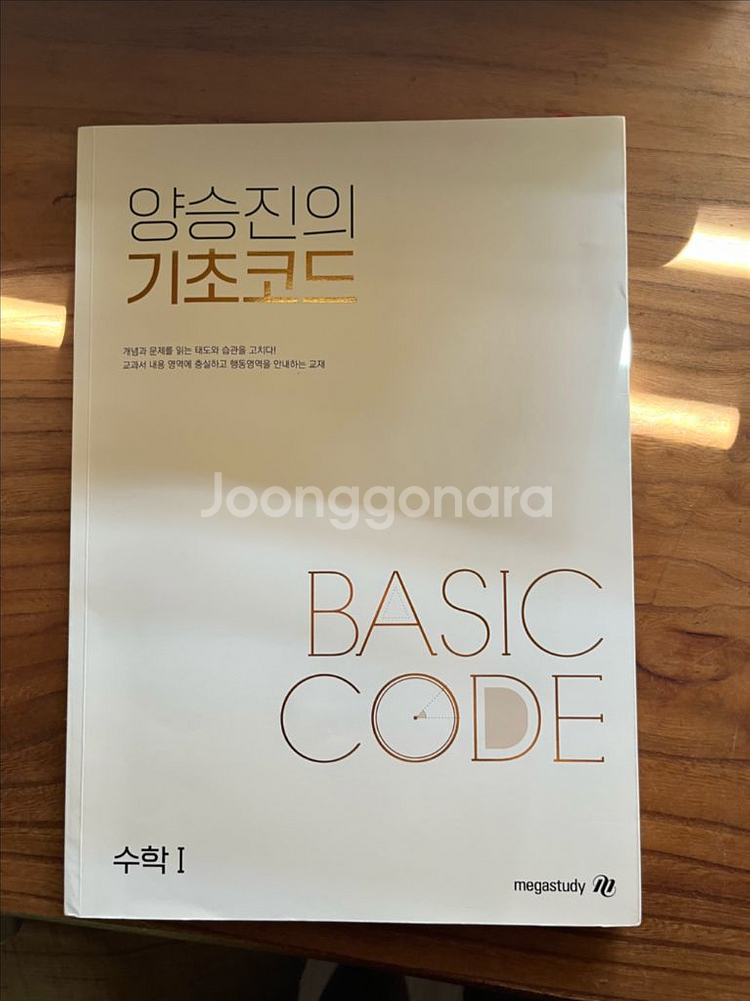 양승진의
기초코드
개념과 문제를 읽는 태도와 습관을 고치다!
교과서 내용 영역에 충실하고 행동영역을 안내하는 교재
Joonggonara
BASIC
CODE
수학 I
megastudy